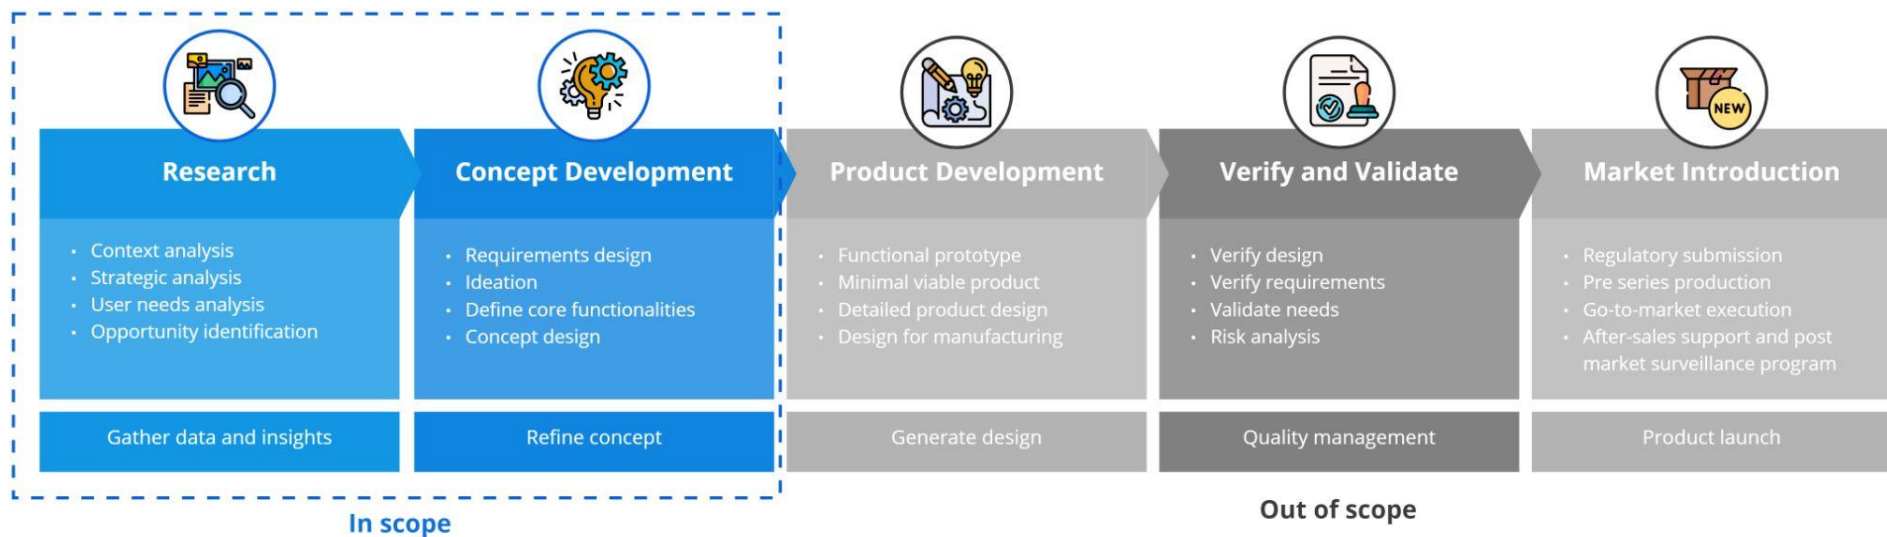 NEW
Research
Concept Development
Product Development
Verify and Validate
Market Introduction
• Context analysis
• Strategic analysis
• User needs analysis
• Opportunity identification
• Requirements design
• Ideation
• Define core functionalities
• Concept design
• Functional prototype
• Minimal viable product
• Detailed product design
• Design for manufacturing
• Verify design
• Verify requirements
• Validate needs
• Risk analysis
• Regulatory submission
• Pre series production
• Go-to-market execution
• After-sales support and post
market surveillance program
Gather data and insights
Refine concept
Generate design
Quality management
Product launch
In scope
Out of scope